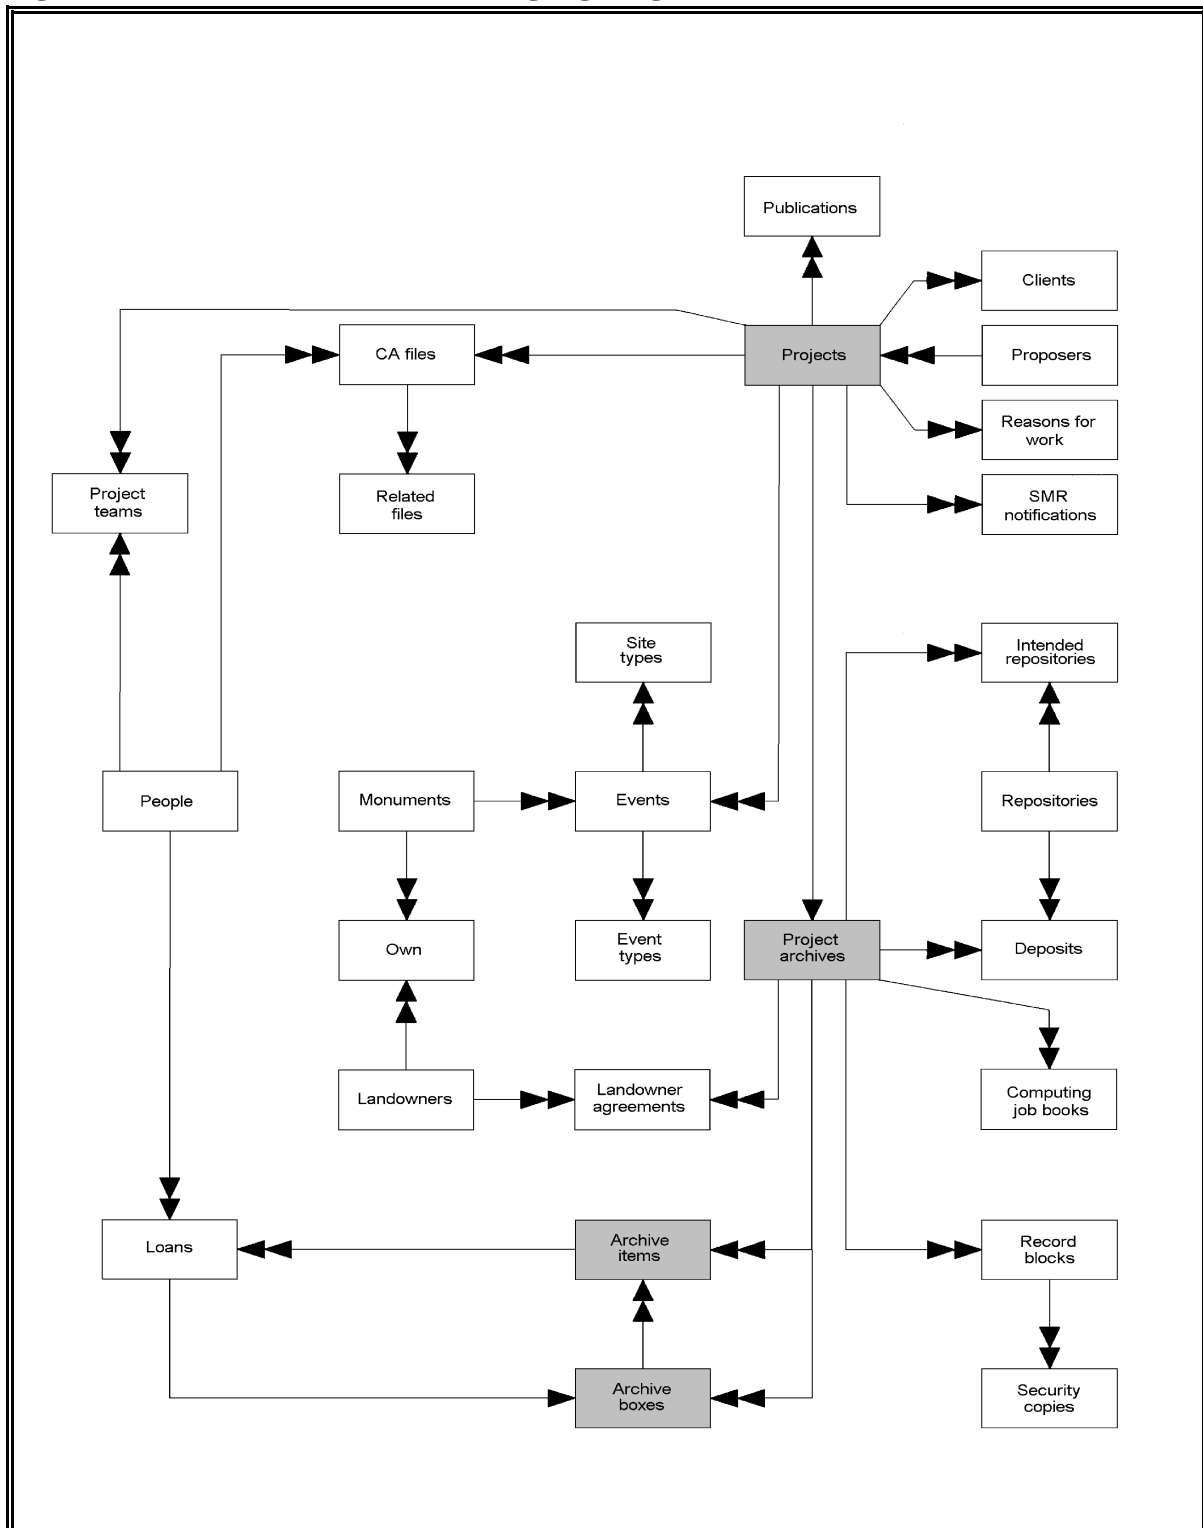 Publications
Clients
CA files
Projects
Proposers
Reasons for
work
Project
teams
Related
files
SMR
notifications
Site
types
Intended
repositories
People
Monuments
Events
Repositories
Own
Event
types
Project
archives
Deposits
Landowners
Landowner
agreements
Computing
job books
Loans
Archive
items
Record
blocks
Archive
boxes
Security
copies